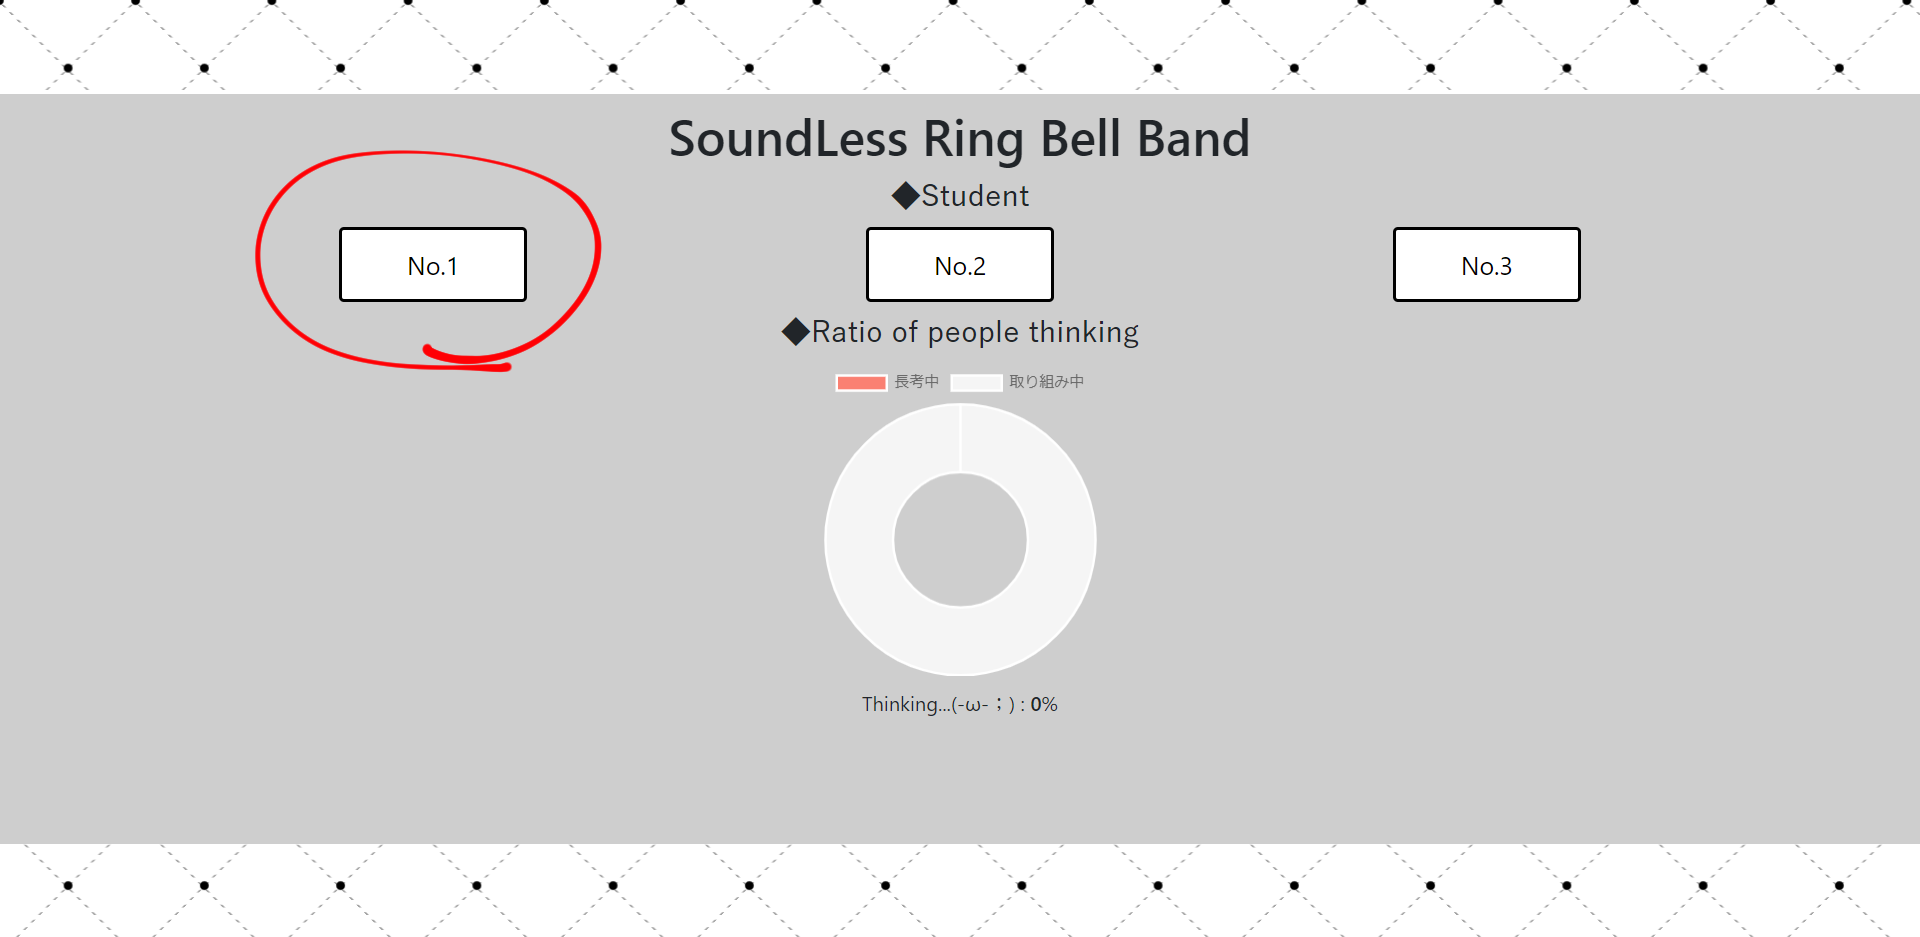 SoundLess Ring Bell Band
◆Student
No.1
No.2
No.3
◆Ratio of people thinking
長考中 取り組み中
Thinking...(-ω-；) : 0%